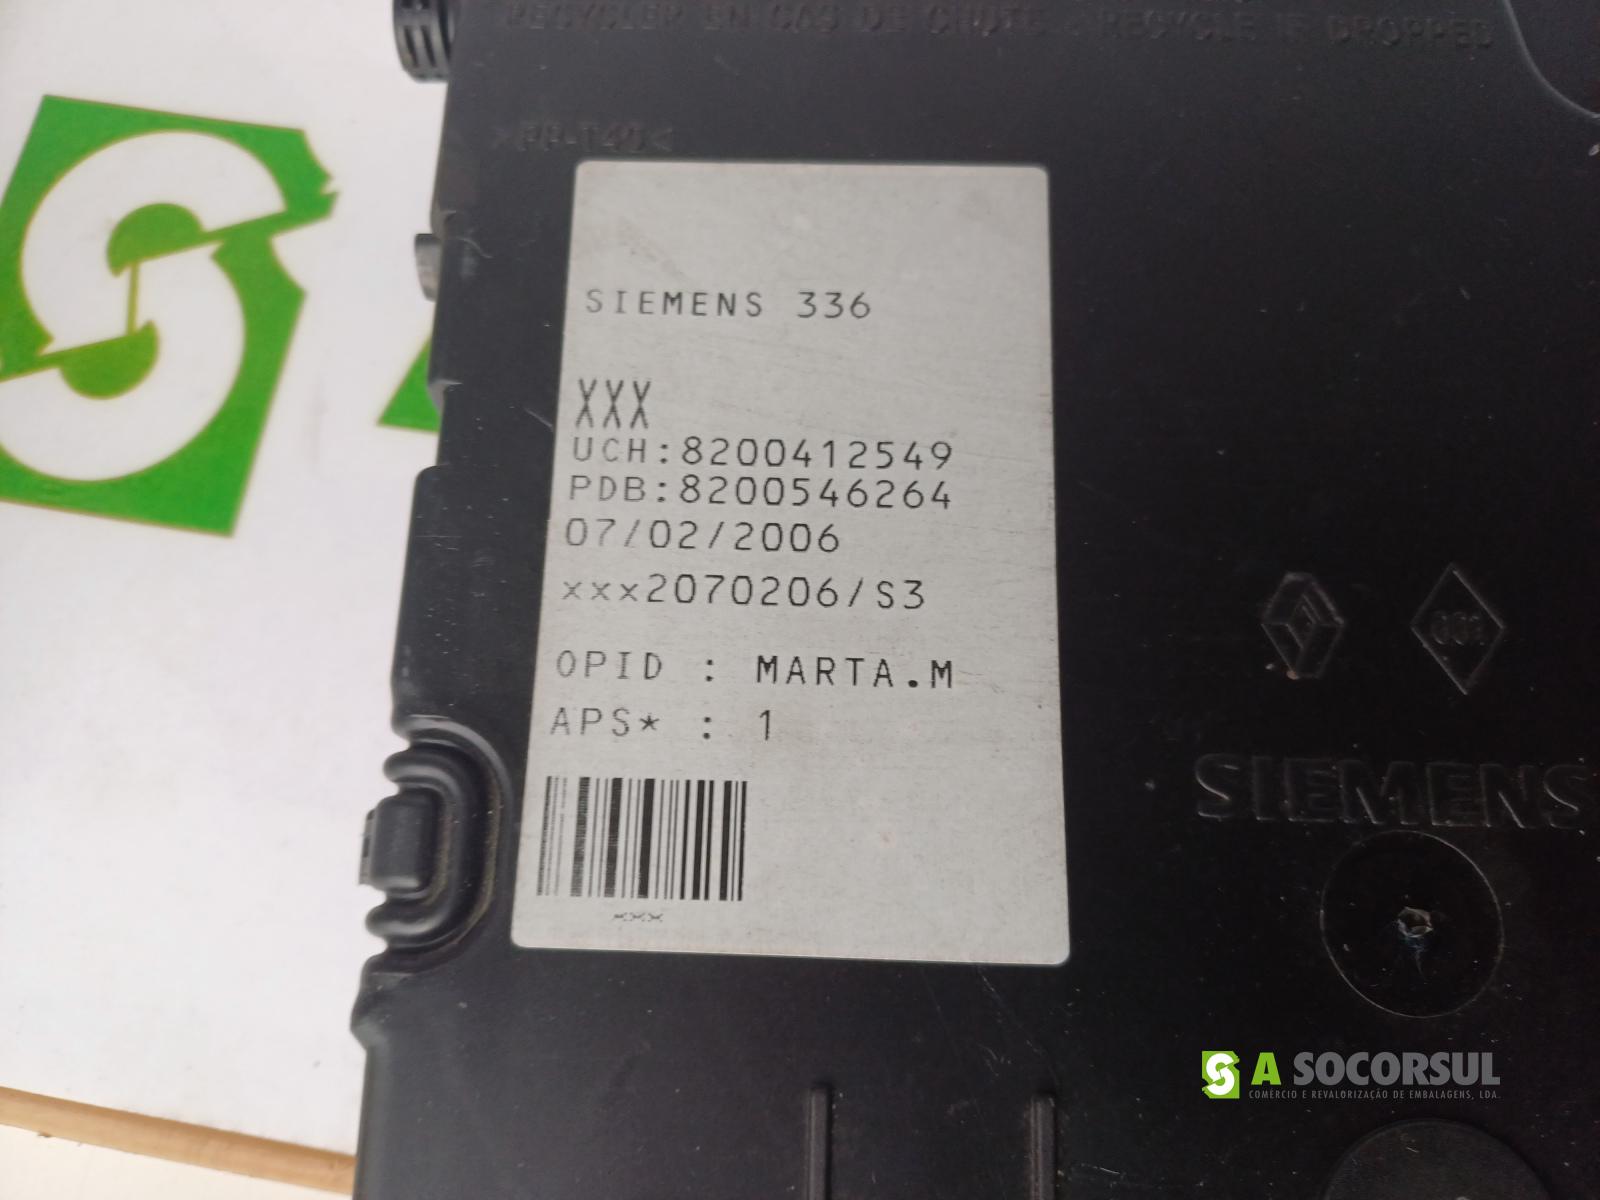 RECYCLER EN CAS DE CHUTE - RECYCLE IF DROPPED
>PP-T40<
SIEMENS 336
XXX
UCH:8200412549
PDB:8200546264
07/02/2006
xxx2070206/S3
OPID : MARTA.M
APS* : 1
xxx
SIEMENS
A SOCORSUL
COMÉRCIO E REVALORIZAÇÃO DE EMBALAGENS, LDA.